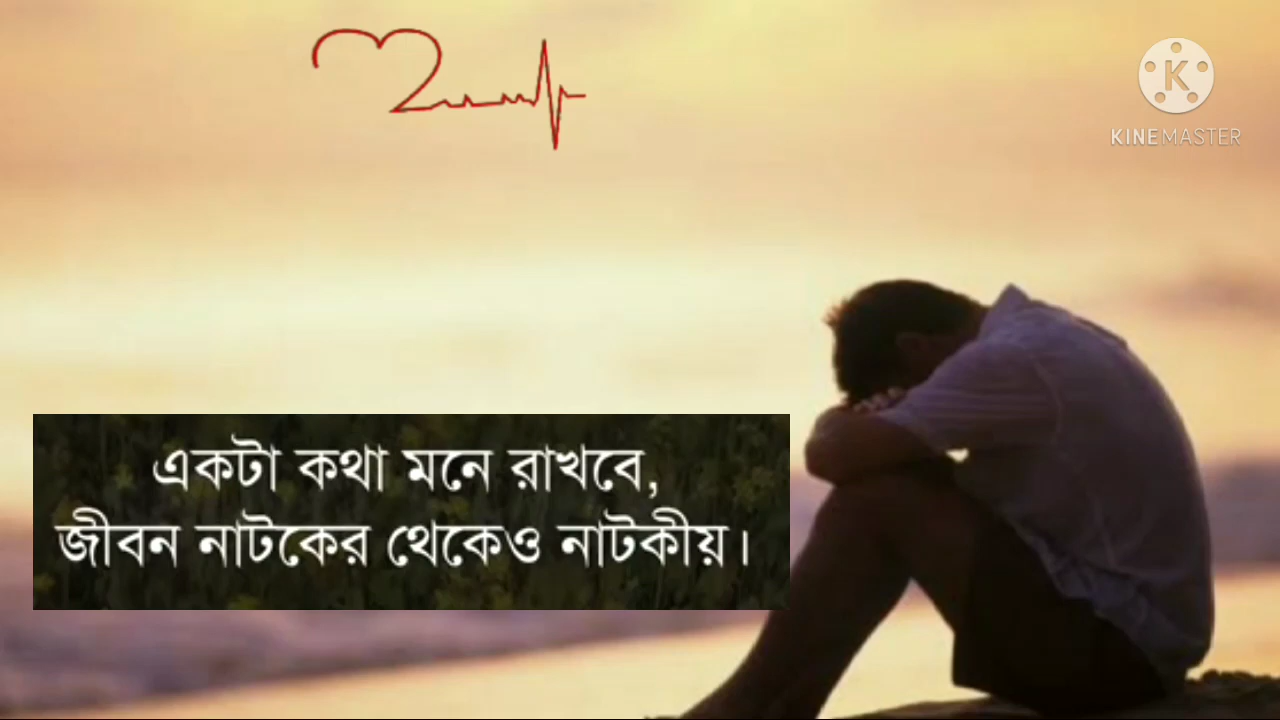 KINEMASTER
একটা কথা মনে রাখবে,
জীবন নাটকের থেকেও নাটকীয়।